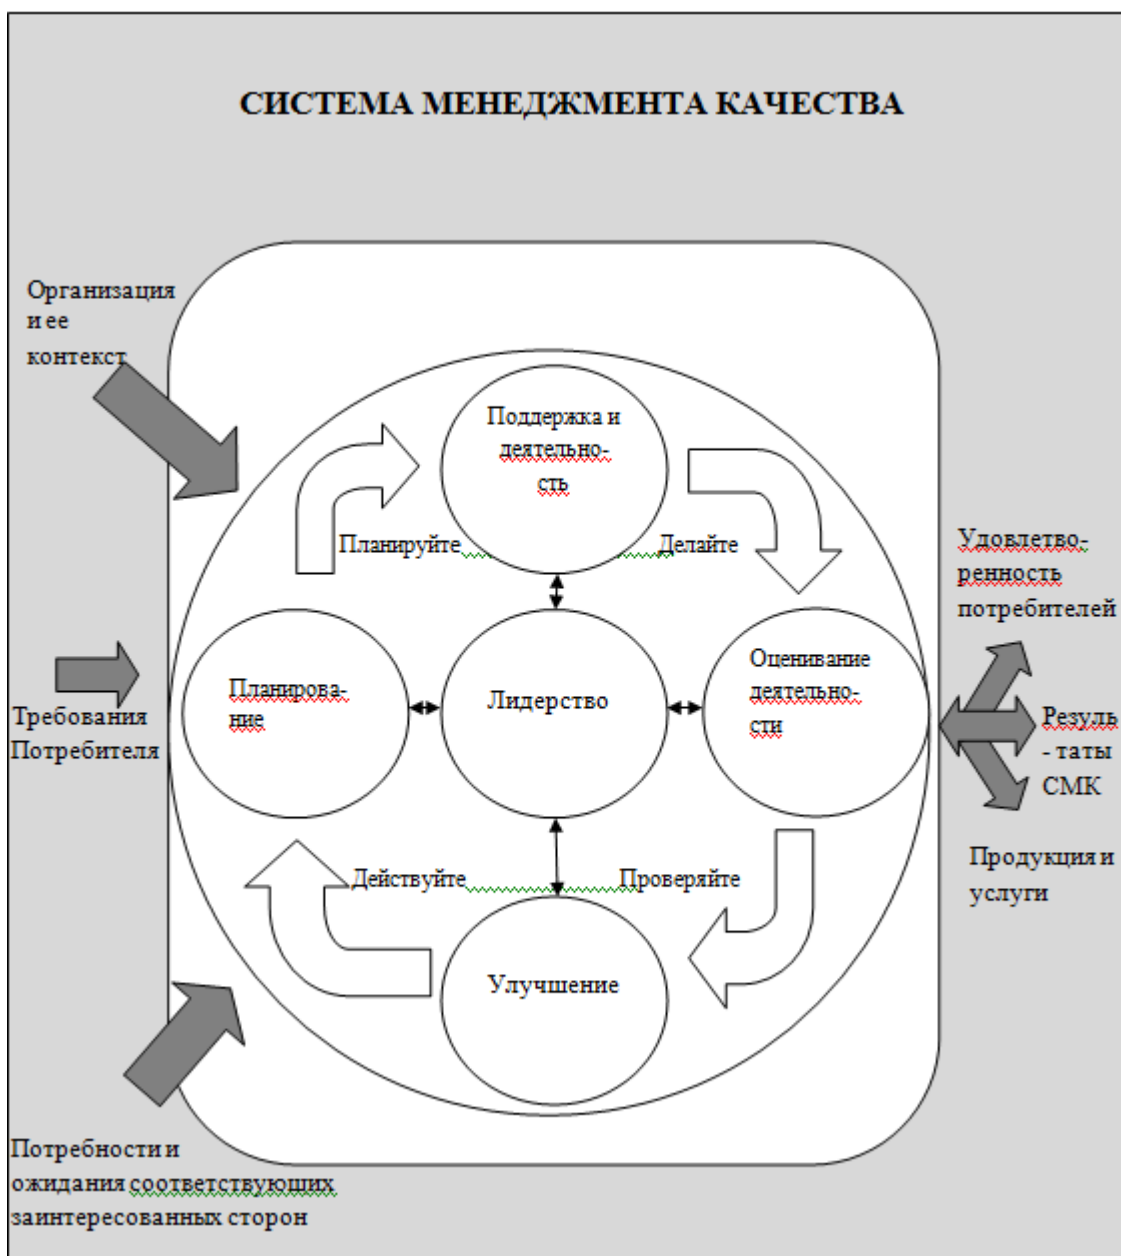 СИСТЕМА МЕНЕДЖМЕНТА КАЧЕСТВА
Организация
и ее
контекст
Поддержка и
деятельно-
сть
Планируйте
Делайте
Удовлетво-
ренность
потребителей
Требования
Потребителя
Планирова-
ние
Лидерство
Оценивание
деятельно-
сти
Резуль
- таты
СМК
Действуйте
Проверяйте
Продукция и
услуги
Улучшение
Потребности и
ожидания соответствующих
заинтересованных сторон